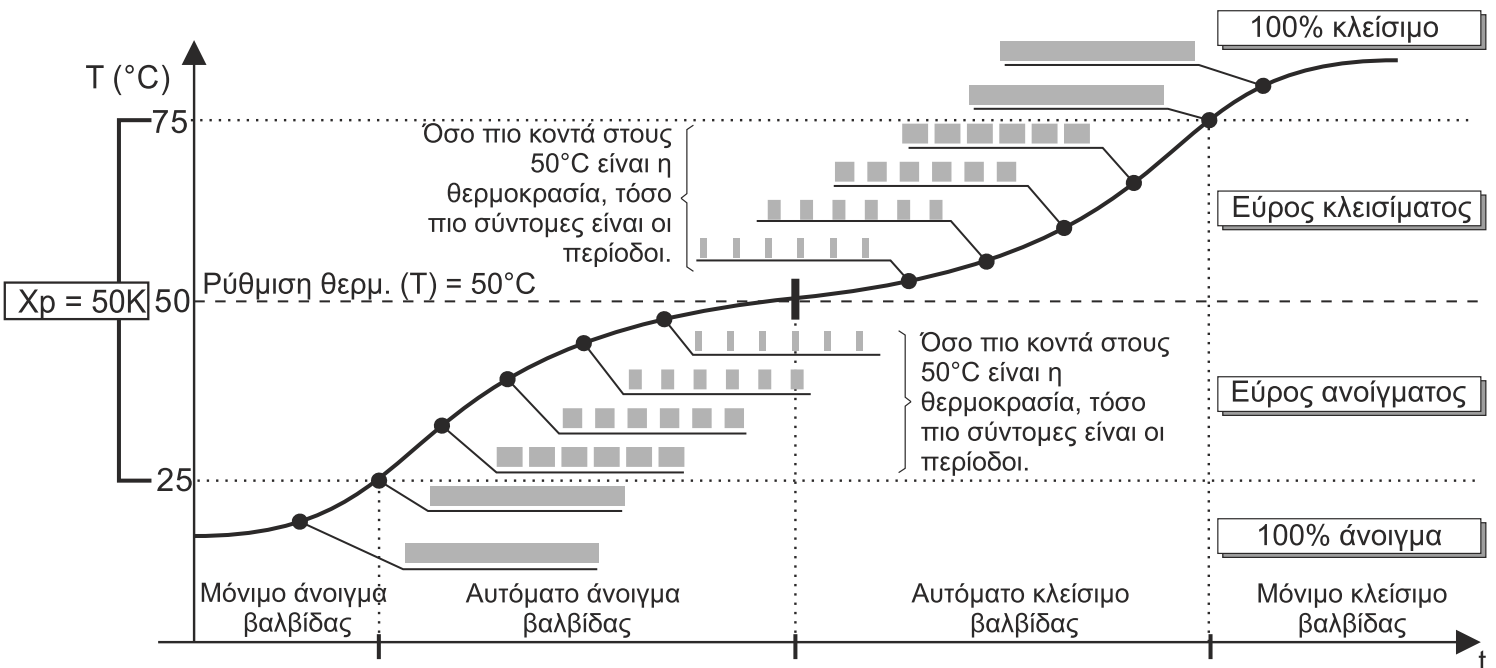 100% κλείσιμο
T (°C)
75
Όσο πιο κοντά στους
50°C είναι η
θερμοκρασία, τόσο
πιο σύντομες είναι οι
περίοδοι.
Εύρος κλεισίματος
Ρύθμιση θερμ. (T) = 50°C
Xp = 50K
50
Όσο πιο κοντά στους
50°C είναι η
θερμοκρασία, τόσο
πιο σύντομες είναι οι
περίοδοι.
Εύρος ανοίγματος
25
100% άνοιγμα
Μόνιμο άνοιγμα
βαλβίδας
Αυτόματο άνοιγμα
βαλβίδας
Αυτόματο κλείσιμο
βαλβίδας
Μόνιμο κλείσιμο
βαλβίδας
t